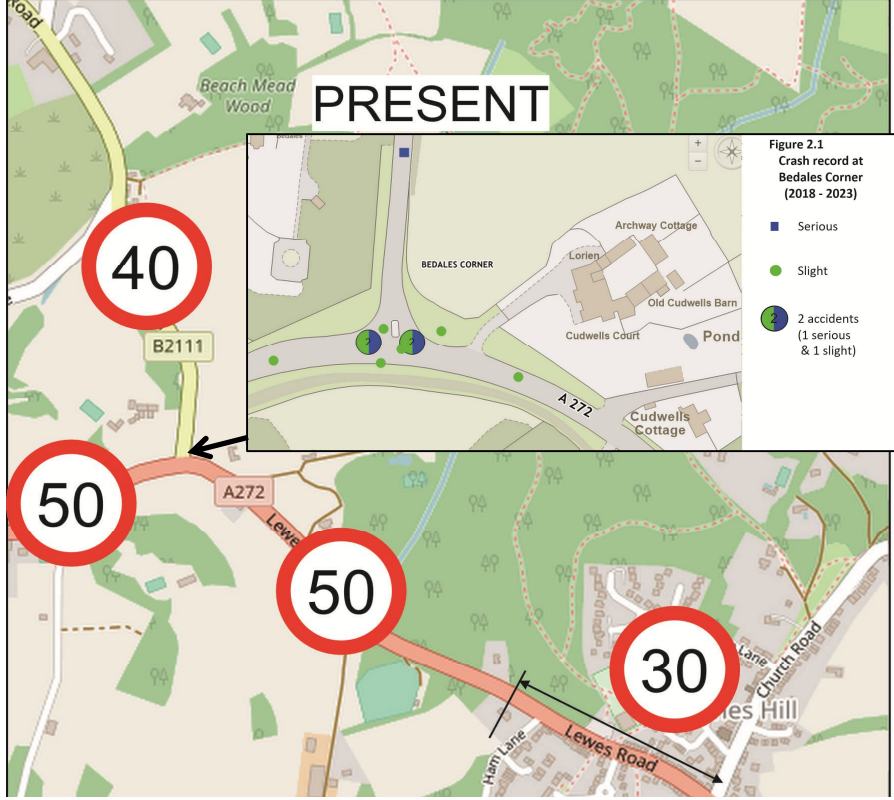 Road
Beach Mead
Wood
PRESENT
Bedales
+
−
Figure 2.1
Crash record at
Bedales Corner
(2018 - 2023)
Serious
Slight
2
2 accidents
(1 serious
& 1 slight)
Archway Cottage
BEDALES CORNER
Lorien
Old Cudwells Barn
Cudwells Court
Pond
2
2
A 272
Cudwells
Cottage
40
B2111
50
A272
Lewe
50
30
Lane
Church Road
es Hill
Lewes Road
Ham Lane